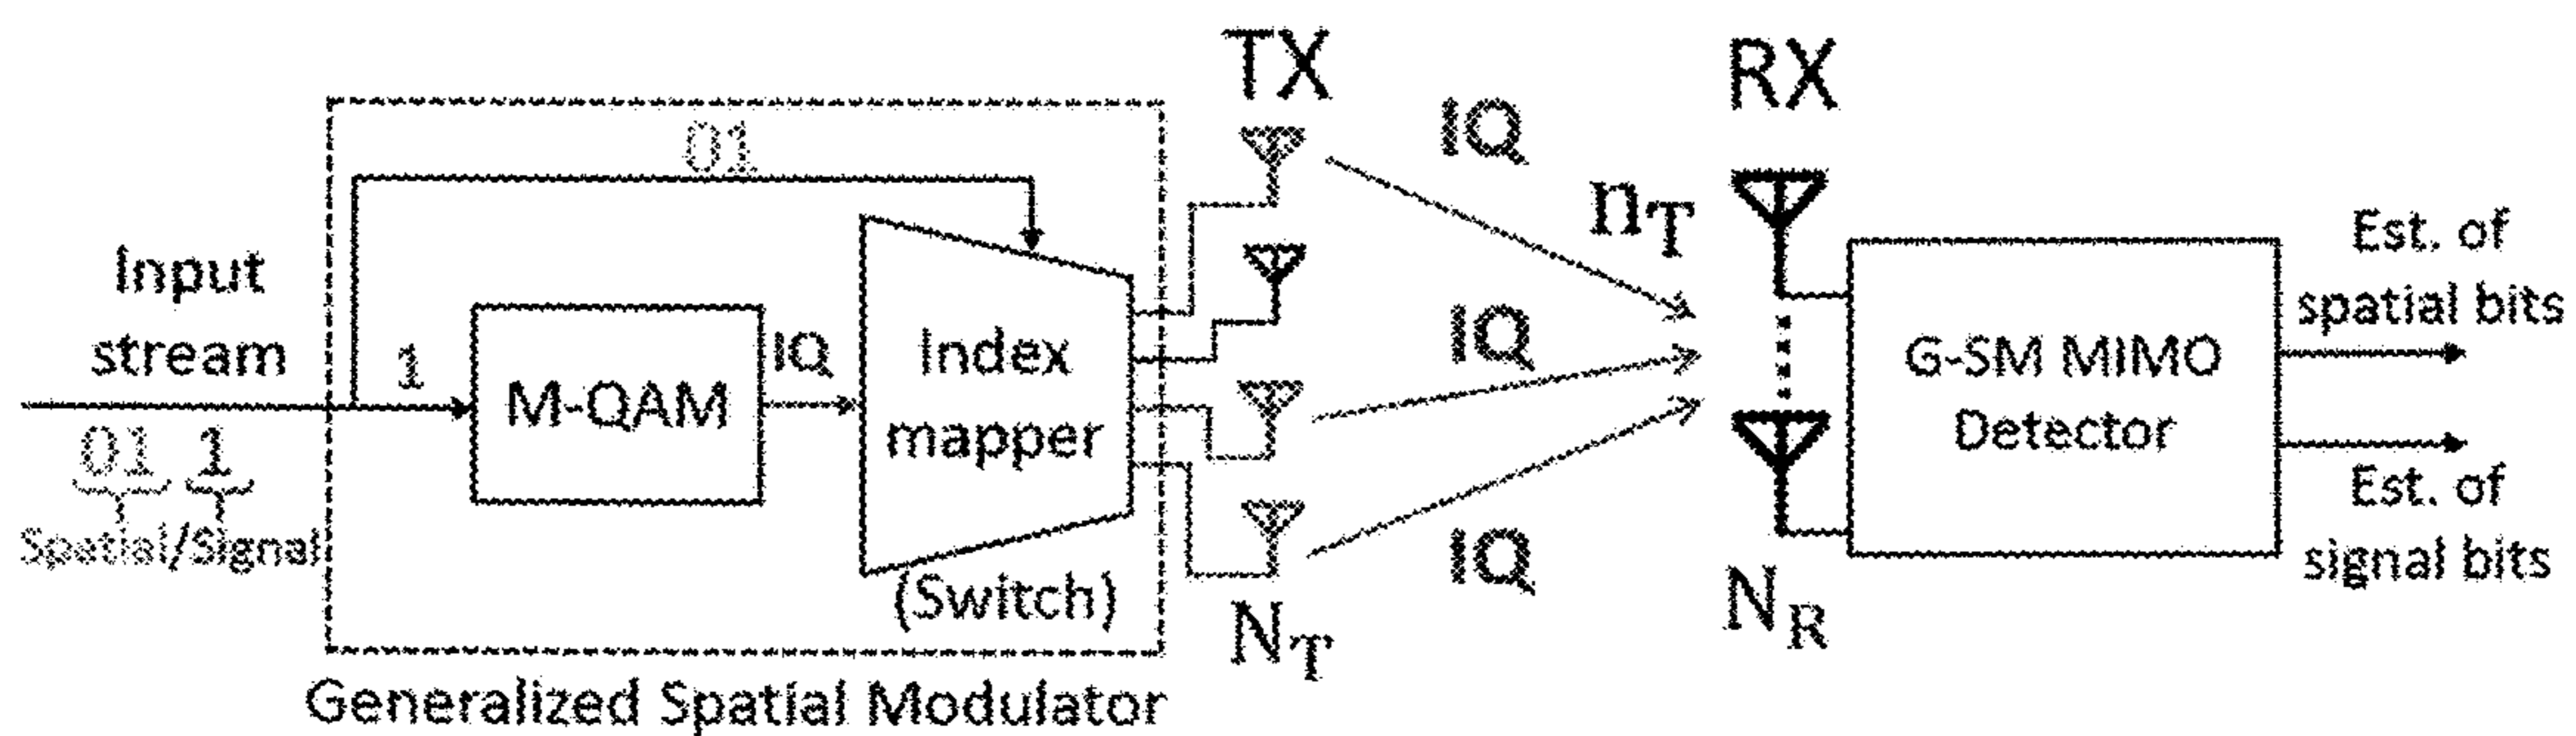 TX
RX
IQ
01
n_T
Input
stream
Est. of
spatial bits
1
IQ
Index
mapper
M-QAM
IQ
G-SM MIMO
Detector
01 1
Spatial/Signal
Est. of
signal bits
IQ
(Switch)
N_T
N_R
Generalized Spatial Modulator